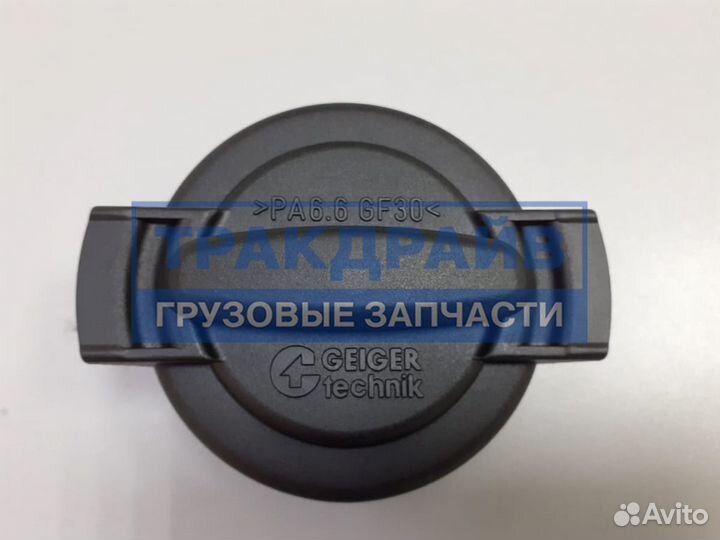 >PA6.6 GF30<
ТРАКДРАЙВ
ГРУЗОВЫЕ ЗАПЧАСТИ
GEIGER
technik
Avito